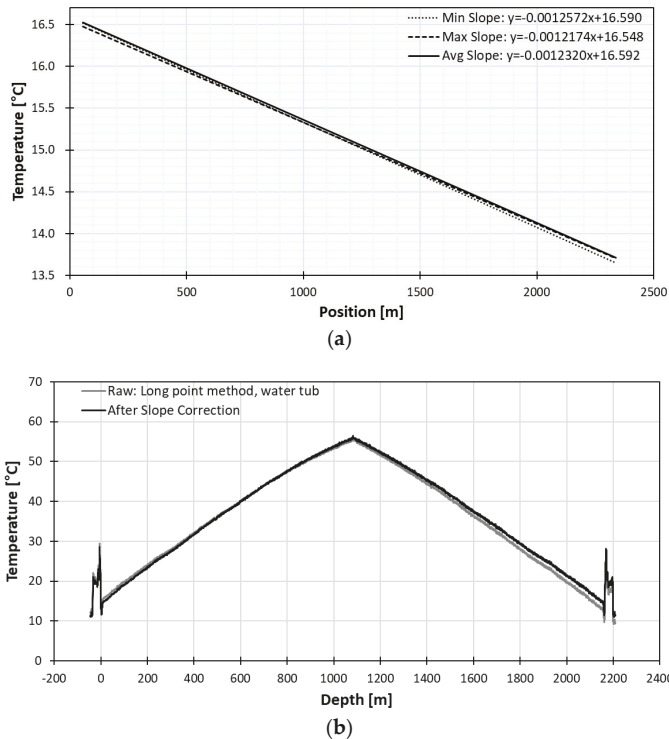 16.5
16.0
15.5
15.0
14.5
14.0
13.5
Temperature [°C]
Min Slope: y=-0.0012572x+16.590
Max Slope: y=-0.0012174x+16.548
Avg Slope: y=-0.0012320x+16.592
0 500 1000 1500 2000 2500
Position [m]
(a)
70
60
50
40
30
20
10
0
Temperature [°C]
Raw: Long point method, water tub
After Slope Correction
-200 0 200 400 600 800 1000 1200 1400 1600 1800 2000 2200 240
Depth [m]
(b)